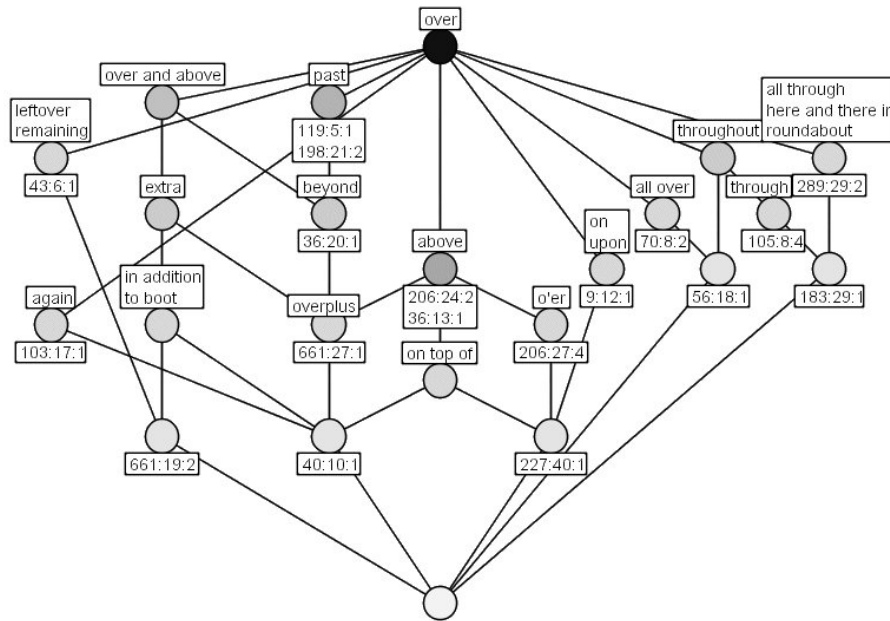 over
over and above
past
all through
here and there in
roundabout
leftover
remaining
119:5:1
198:21:2
throughout
43:6:1
extra
beyond
all over
through
289:29:2
36:20:1
on
upon
70:8:2
105:8:4
above
in addition
to boot
again
overplus
206:24:2
36:13:1
o'er
9:12:1
56:18:1
183:29:1
103:17:1
661:27:1
on top of
206:27:4
661:19:2
40:10:1
227:40:1